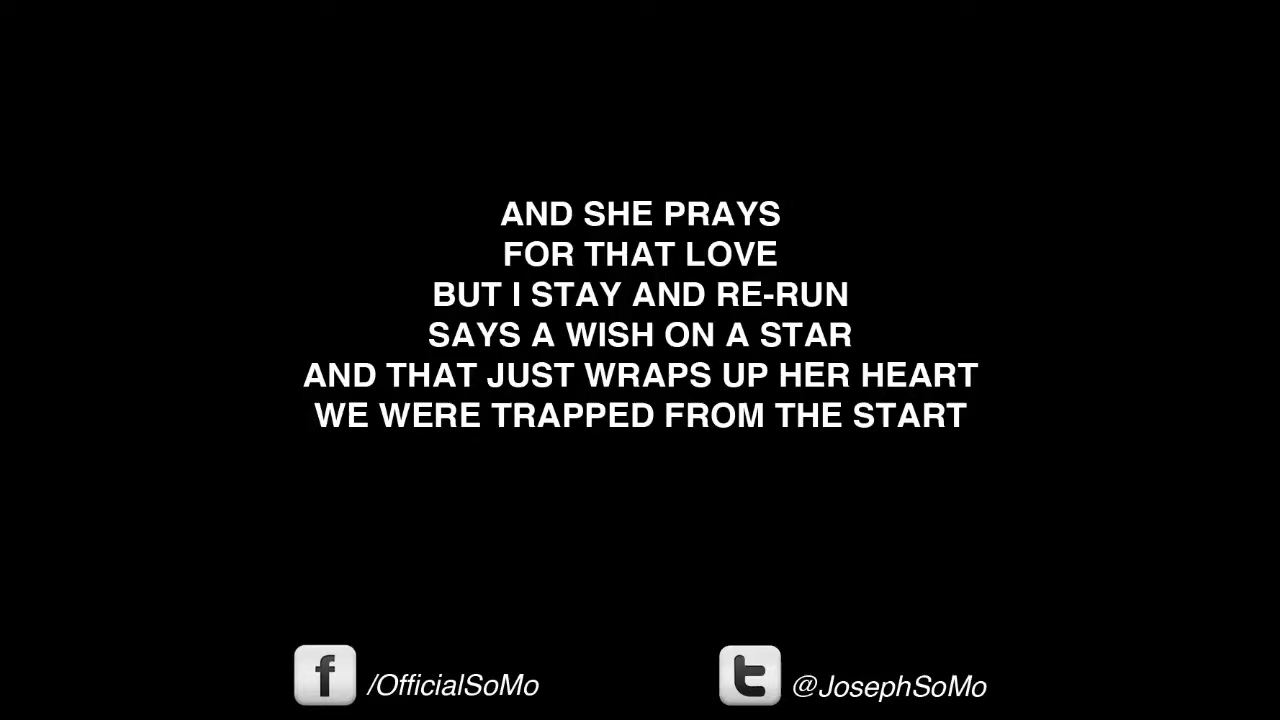 AND SHE PRAYS
FOR THAT LOVE
BUT I STAY AND RE-RUN
SAYS A WISH ON A STAR
AND THAT JUST WRAPS UP HER HEART
WE WERE TRAPPED FROM THE START
f /OfficialSoMo
t @JosephSoMo